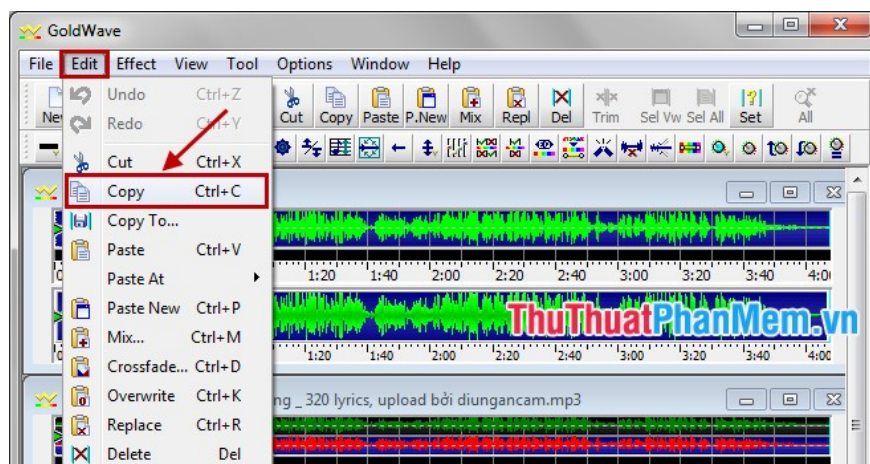 GoldWave
File Edit Effect View Tool Options Window Help
Cut Copy Paste P.New Mix Repl Del Trim Sel Vw Sel All Set All
Undo Ctrl+Z
Redo Ctrl+Y
Cut Ctrl+X
Copy Ctrl+C
Copy To...
Paste Ctrl+V
1:20 1:40 2:00 2:20 2:40 3:00 3:20 3:40
Paste At
Paste New Ctrl+P
ThuThuatPhanMem.vn
Mix... Ctrl+M
1:20 1:40 2:00 2:20 2:40 3:00 3:20 3:40 4:00
Crossfade... Ctrl+D
Overwrite Ctrl+K
ng _ 320 lyrics, upload bởi diungancam.mp3
Replace Ctrl+R
Delete Del